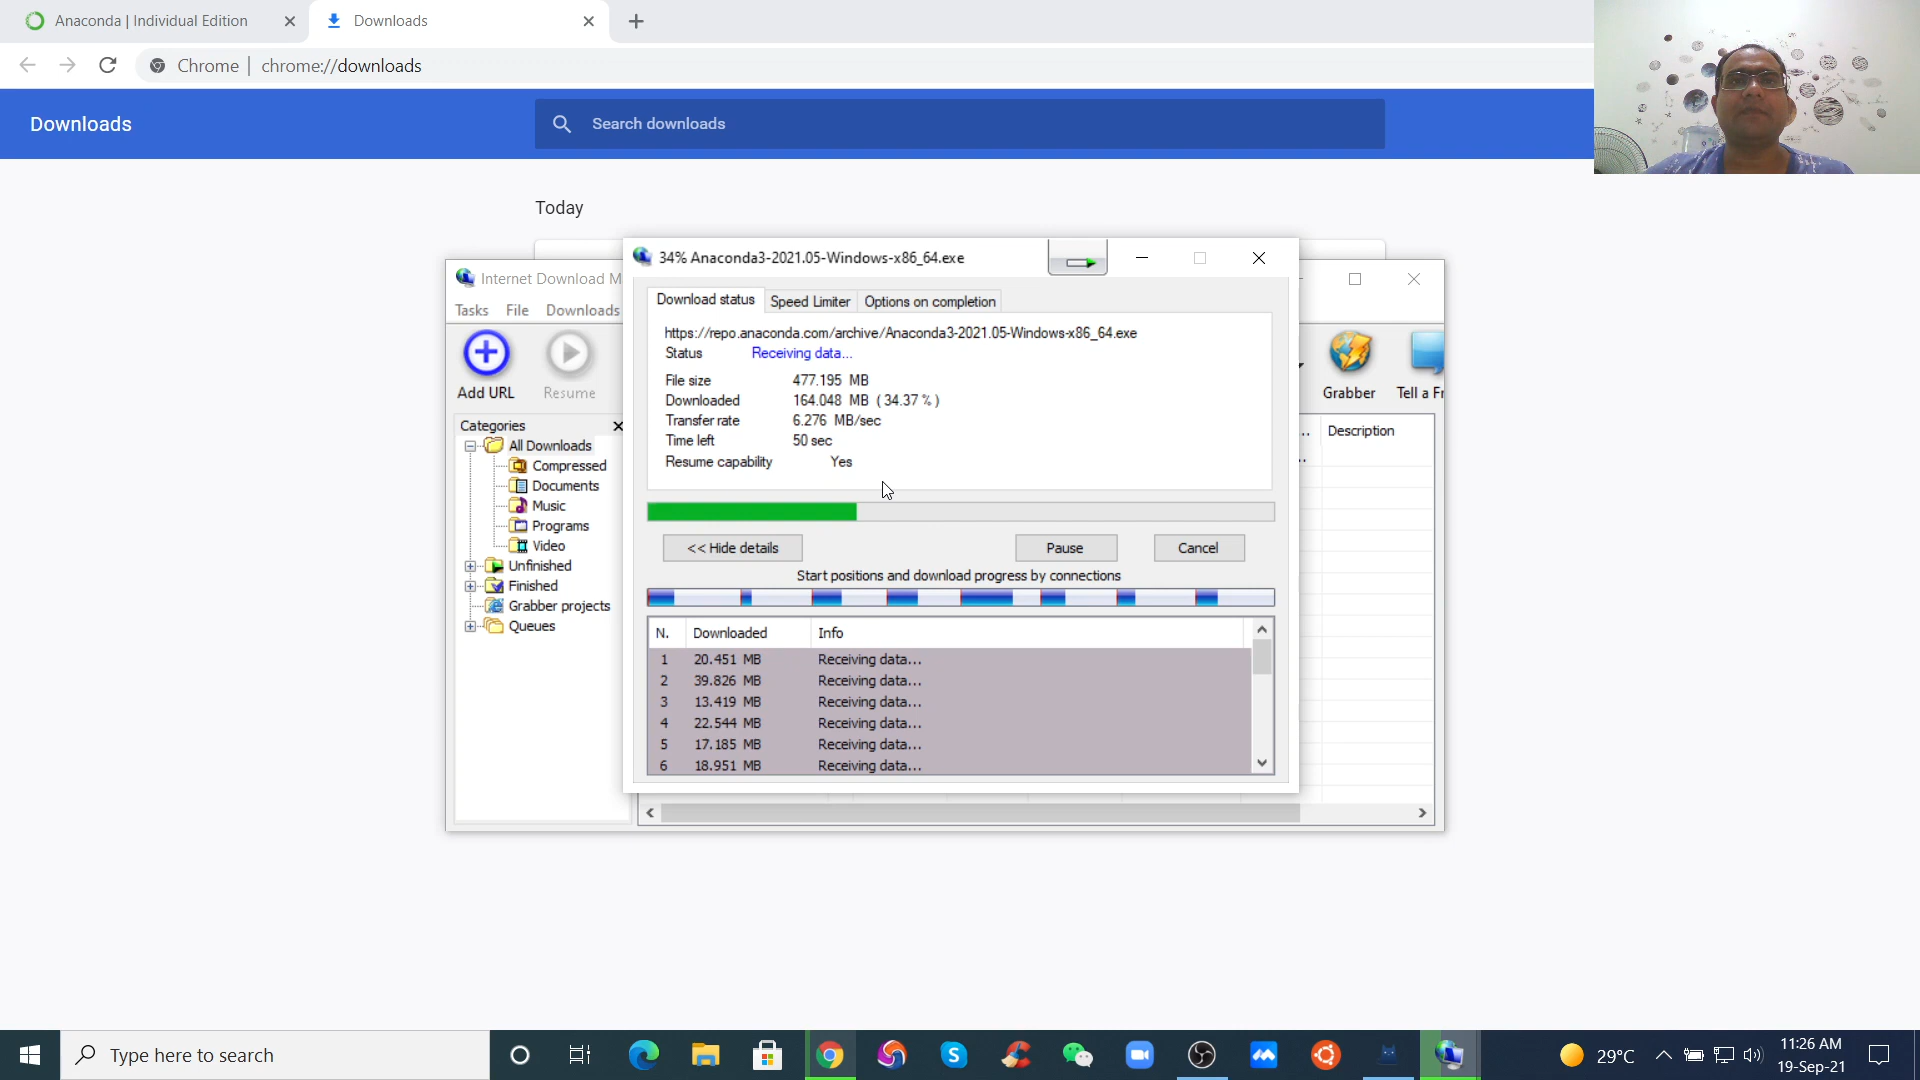 Anaconda | Individual Edition
Downloads
Chrome | chrome://downloads
Downloads
Search downloads
Today
Internet Download M
34% Anaconda3-2021.05-Windows-x86_64.exe
Tasks File Downloads
Download status Speed Limiter Options on completion
https://repo.anaconda.com/archive/Anaconda3-2021.05-Windows-x86_64.exe
Status Receiving data...
File size 477.195 MB
Downloaded 164.048 MB ( 34.37 % )
Transfer rate 6.276 MB/sec
Time left 50 sec
Resume capability Yes
Add URL Resume
Grabber Tell a Fr
Categories
All Downloads
Compressed
Documents
Music
Programs
Video
Unfinished
Finished
Grabber projects
Queues
.. Description
..
<< Hide details Pause Cancel
Start positions and download progress by connections
N. Downloaded Info
1 20.451 MB Receiving data...
2 39.826 MB Receiving data...
3 13.419 MB Receiving data...
4 22.544 MB Receiving data...
5 17.185 MB Receiving data...
6 18.951 MB Receiving data...
Type here to search
29°C
11:26 AM
19-Sep-21